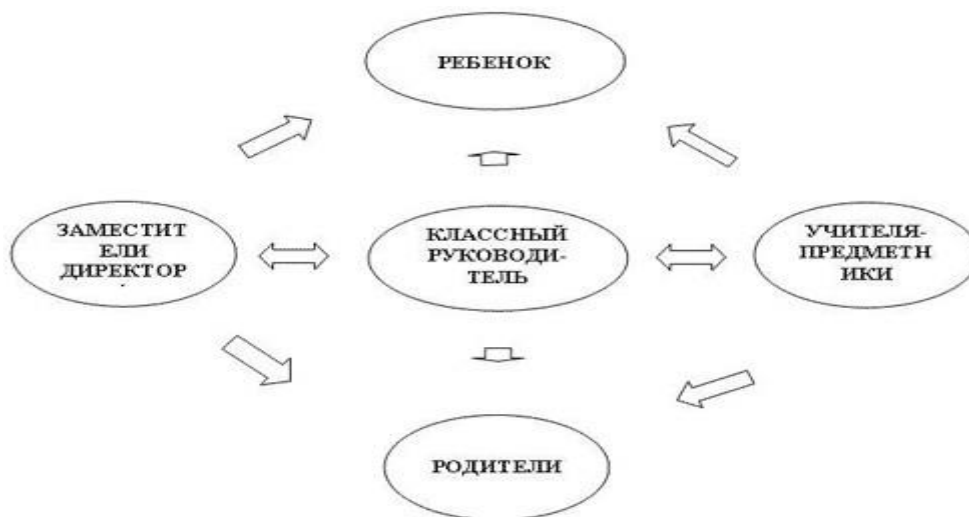 РЕБЕНОК
ЗАМЕСТИТ
ЕЛИ
ДИРЕКТОР
КЛАССНЫЙ
РУКОВОДИ-
ТЕЛЬ
УЧИТЕЛЯ-
ПРЕДМЕТН
ИКИ
РОДИТЕЛИ